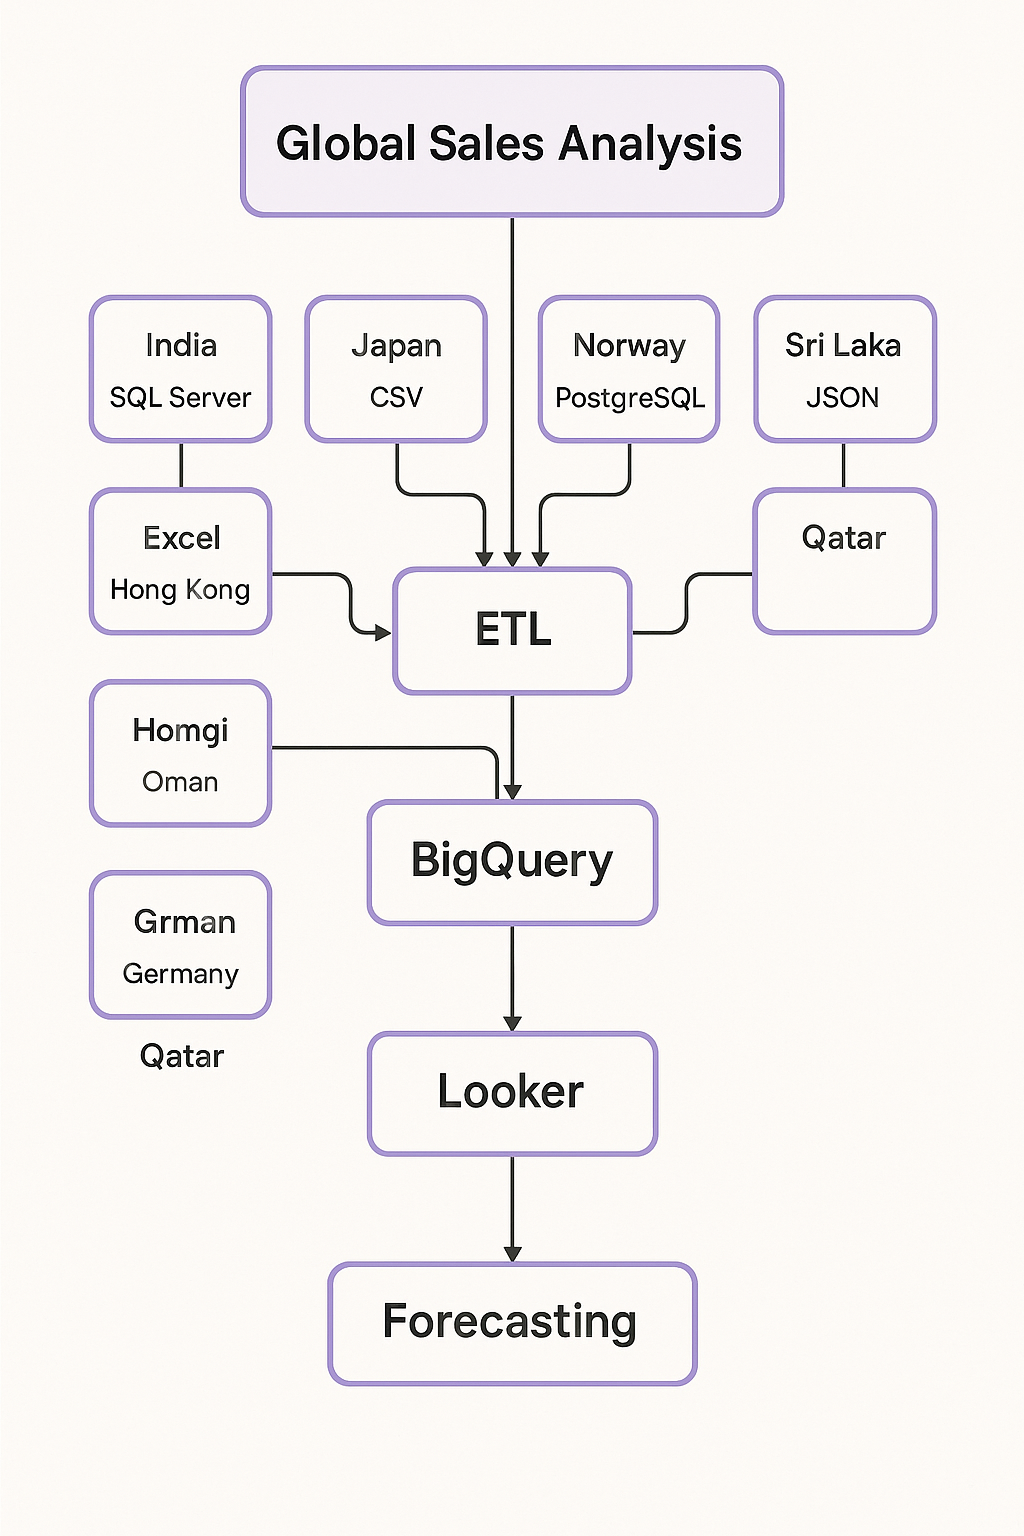 Global Sales Analysis
India
SQL Server
Japan
CSV
Norway
PostgreSQL
Sri Laka
JSON
Excel
Hong Kong
Qatar
ETL
Homgi
Oman
BigQuery
Grman
Germany
Qatar
Looker
Forecasting